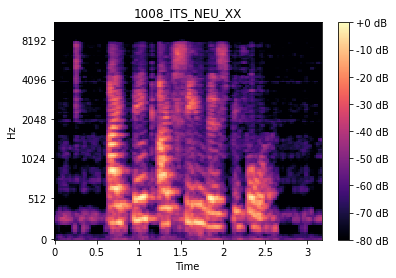 1008_ITS_NEU_XX
8192
4096
2048
1024
512
0
Hz
0
0.5
1
1.5
2
2.5
3
Time
+0 dB
-10 dB
-20 dB
-30 dB
-40 dB
-50 dB
-60 dB
-70 dB
-80 dB